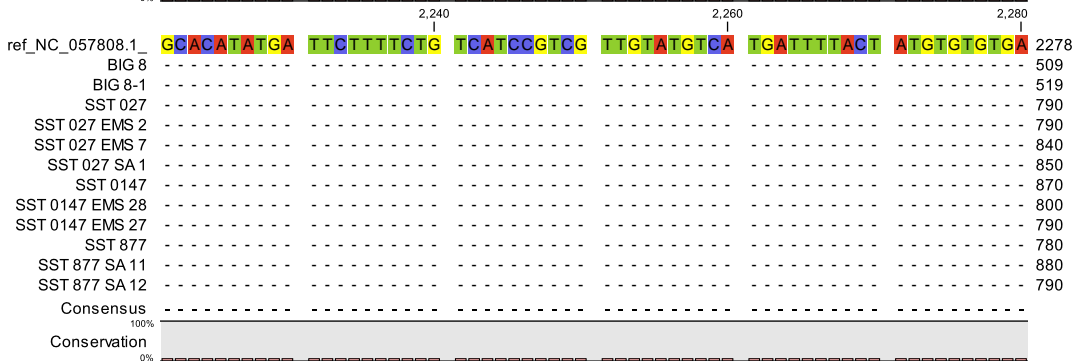 0%
2,240 2,260 2,280
ref_NC_057808.1_ GCACATATGA TTCTTTTCTG TCATCCGTCG TTGTATGTCA TGATTTTACT ATGTGTGTGA 2278
BIG 8 - - - - - - - - - - - - - - - - - - - - - - - - - - - - - - - - - - - - - - - - - - - - - - - - - - - - - - - - - - - - 509
BIG 8-1 - - - - - - - - - - - - - - - - - - - - - - - - - - - - - - - - - - - - - - - - - - - - - - - - - - - - - - - - - - - - 519
SST 027 - - - - - - - - - - - - - - - - - - - - - - - - - - - - - - - - - - - - - - - - - - - - - - - - - - - - - - - - - - - - 790
SST 027 EMS 2 - - - - - - - - - - - - - - - - - - - - - - - - - - - - - - - - - - - - - - - - - - - - - - - - - - - - - - - - - - - - 790
SST 027 EMS 7 - - - - - - - - - - - - - - - - - - - - - - - - - - - - - - - - - - - - - - - - - - - - - - - - - - - - - - - - - - - - 840
SST 027 SA 1 - - - - - - - - - - - - - - - - - - - - - - - - - - - - - - - - - - - - - - - - - - - - - - - - - - - - - - - - - - - - 850
SST 0147 - - - - - - - - - - - - - - - - - - - - - - - - - - - - - - - - - - - - - - - - - - - - - - - - - - - - - - - - - - - - 870
SST 0147 EMS 28 - - - - - - - - - - - - - - - - - - - - - - - - - - - - - - - - - - - - - - - - - - - - - - - - - - - - - - - - - - - - 800
SST 0147 EMS 27 - - - - - - - - - - - - - - - - - - - - - - - - - - - - - - - - - - - - - - - - - - - - - - - - - - - - - - - - - - - - 790
SST 877 - - - - - - - - - - - - - - - - - - - - - - - - - - - - - - - - - - - - - - - - - - - - - - - - - - - - - - - - - - - - 780
SST 877 SA 11 - - - - - - - - - - - - - - - - - - - - - - - - - - - - - - - - - - - - - - - - - - - - - - - - - - - - - - - - - - - - 880
SST 877 SA 12 - - - - - - - - - - - - - - - - - - - - - - - - - - - - - - - - - - - - - - - - - - - - - - - - - - - - - - - - - - - - 790
Consensus - - - - - - - - - - - - - - - - - - - - - - - - - - - - - - - - - - - - - - - - - - - - - - - - - - - - - - - - - - - -
100%
Conservation
0%